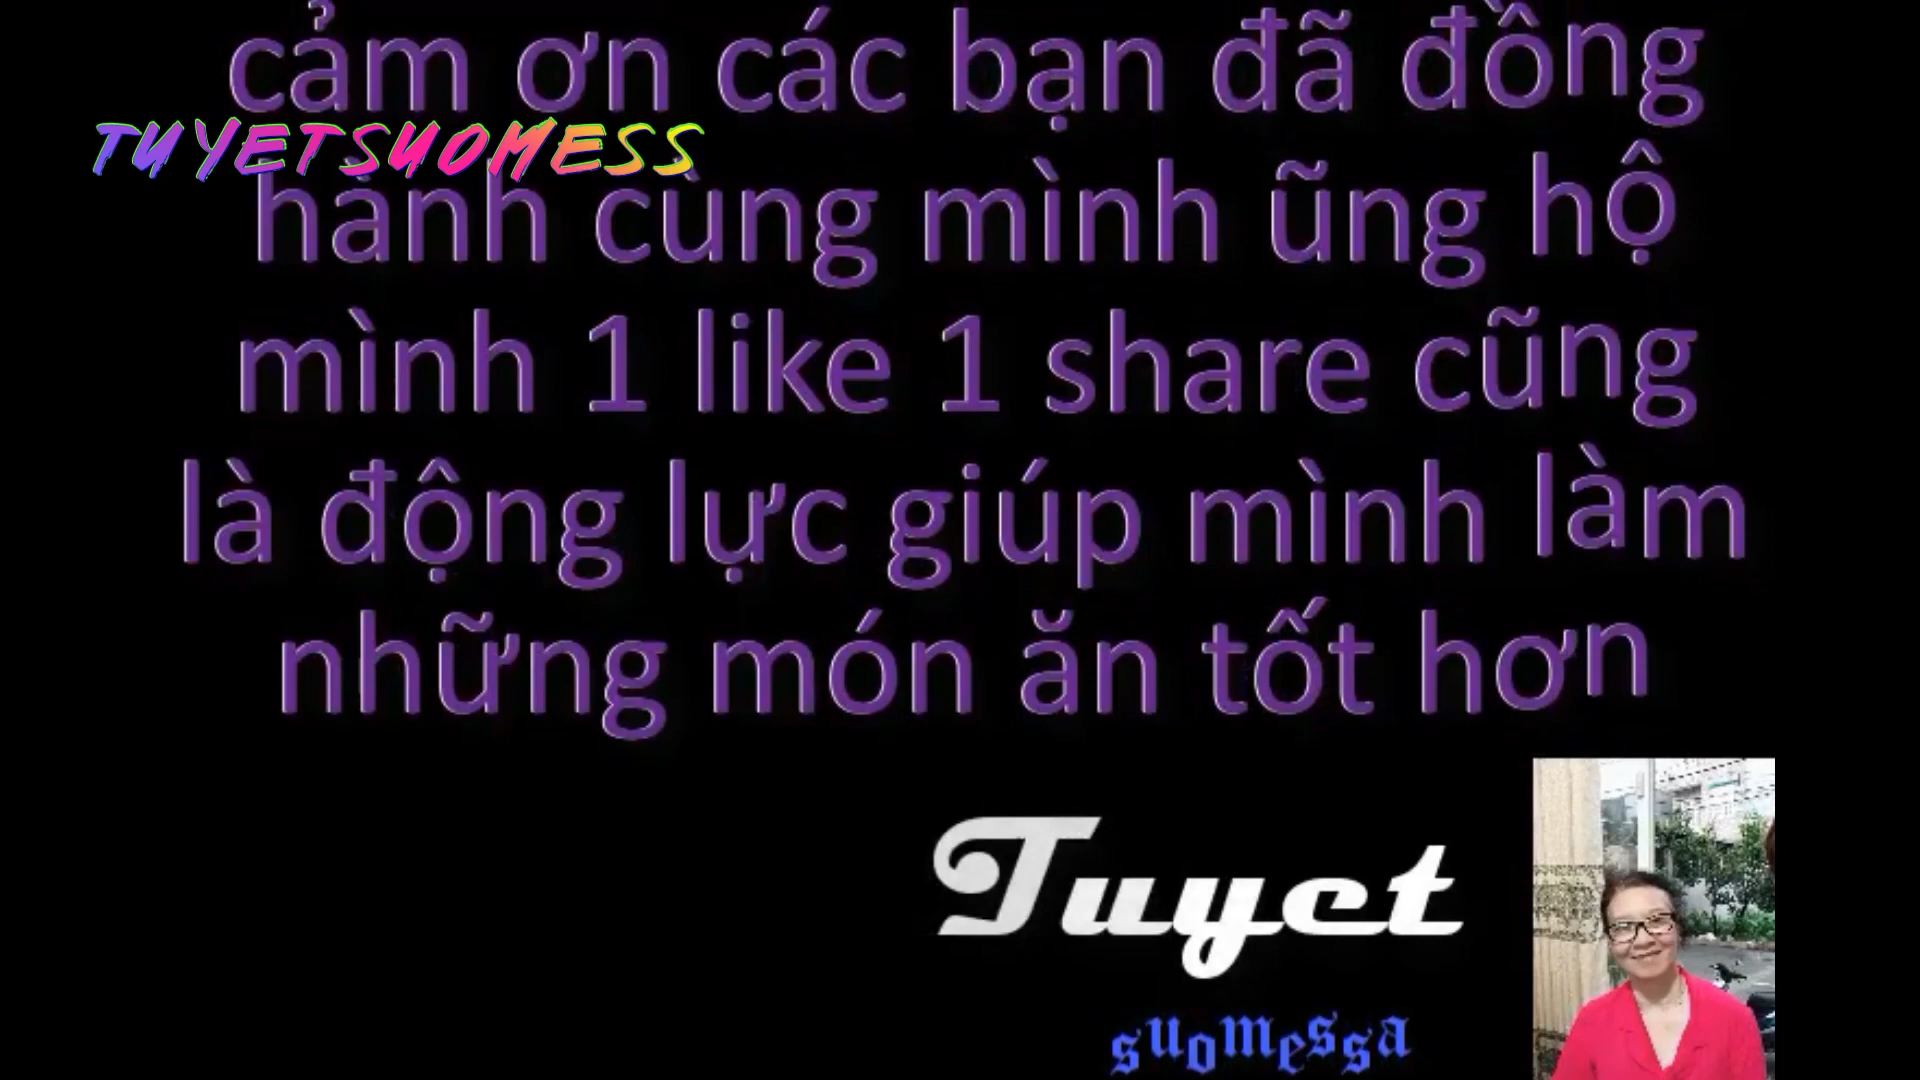 cảm ơn các bạn đã đồng
TUYETSUOMESS
hành cùng mình ũng hộ
mình 1 like 1 share cũng
là động lực giúp mình làm
những món ăn tốt hơn
Tuyet
suomessa